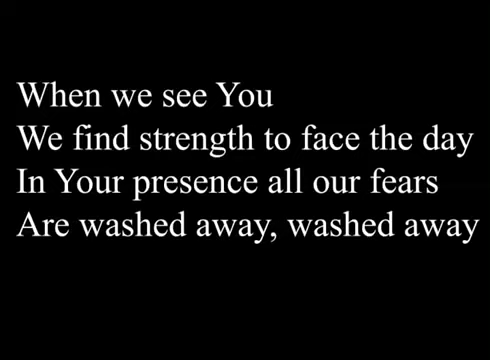 When we see You
We find strength to face the day
In Your presence all our fears
Are washed away, washed away